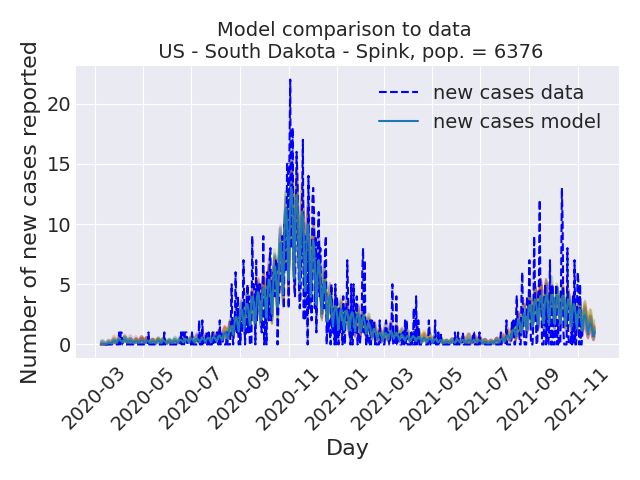 Model comparison to data
US - South Dakota - Spink, pop. = 6376
Number of new cases reported
20
15
10
5
0
new cases data
new cases model
2020-03
2020-05
2020-07
2020-09
2020-11
2021-01
2021-03
2021-05
2021-07
2021-09
2021-11
Day